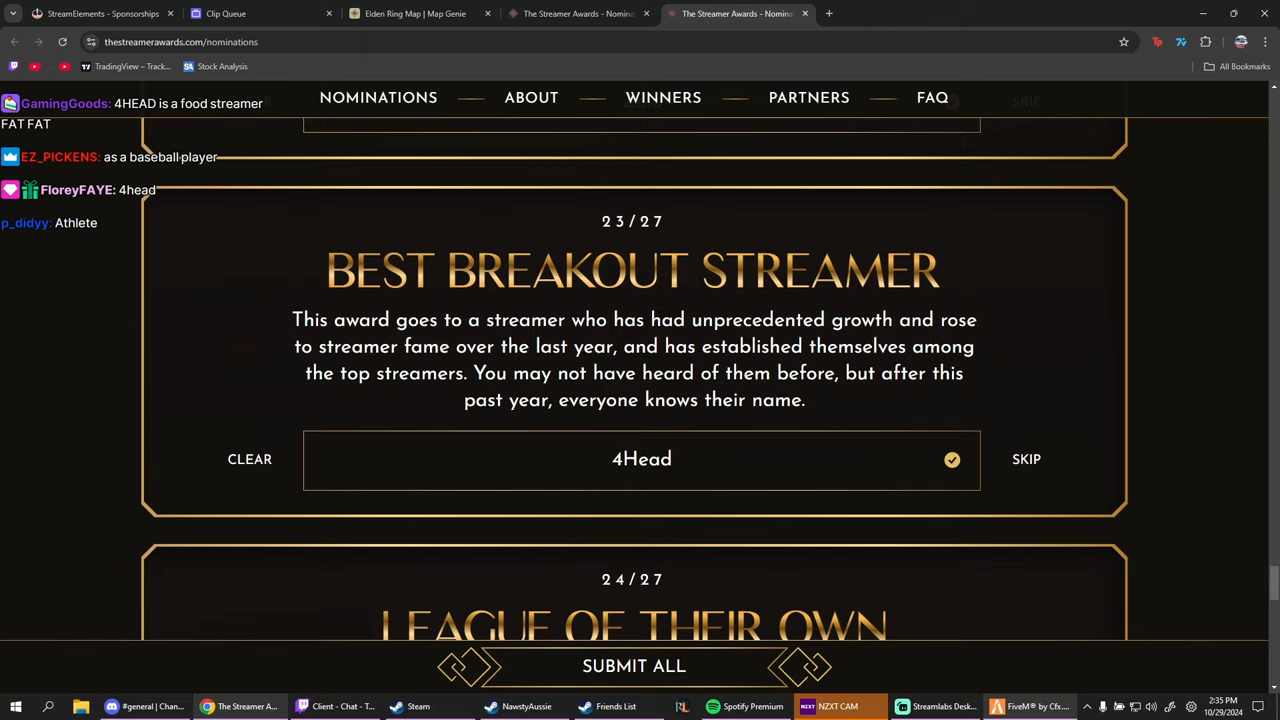 StreamElements - Sponsorships
Clip Queue
Elden Ring Map | Map Genie
The Streamer Awards - Nomina
The Streamer Awards - Nomina
thestreamerawards.com/nominations
TradingView – Track...
Stock Analysis
All Bookmarks
NOMINATIONS
ABOUT
WINNERS
PARTNERS
FAQ
SKIP
GamingGoods: 4HEAD is a food streamer
FAT FAT
EZ_PICKENS: as a baseball player
FloreyFAYE: 4head
p_didyy: Athlete
23/27
BEST BREAKOUT STREAMER
This award goes to a streamer who has had unprecedented growth and rose
to streamer fame over the last year, and has established themselves among
the top streamers. You may not have heard of them before, but after this
past year, everyone knows their name.
CLEAR
4Head
SKIP
24/27
LEAGUE OF THEIR OWN
SUBMIT ALL
#general | Chan...
The Streamer A...
Client - Chat - T...
Steam
NawstyAussie
Friends List
Spotify Premium
NZXT CAM
Streamlabs Desk...
FiveM® by Cfx...
2:35 PM
10/29/2024